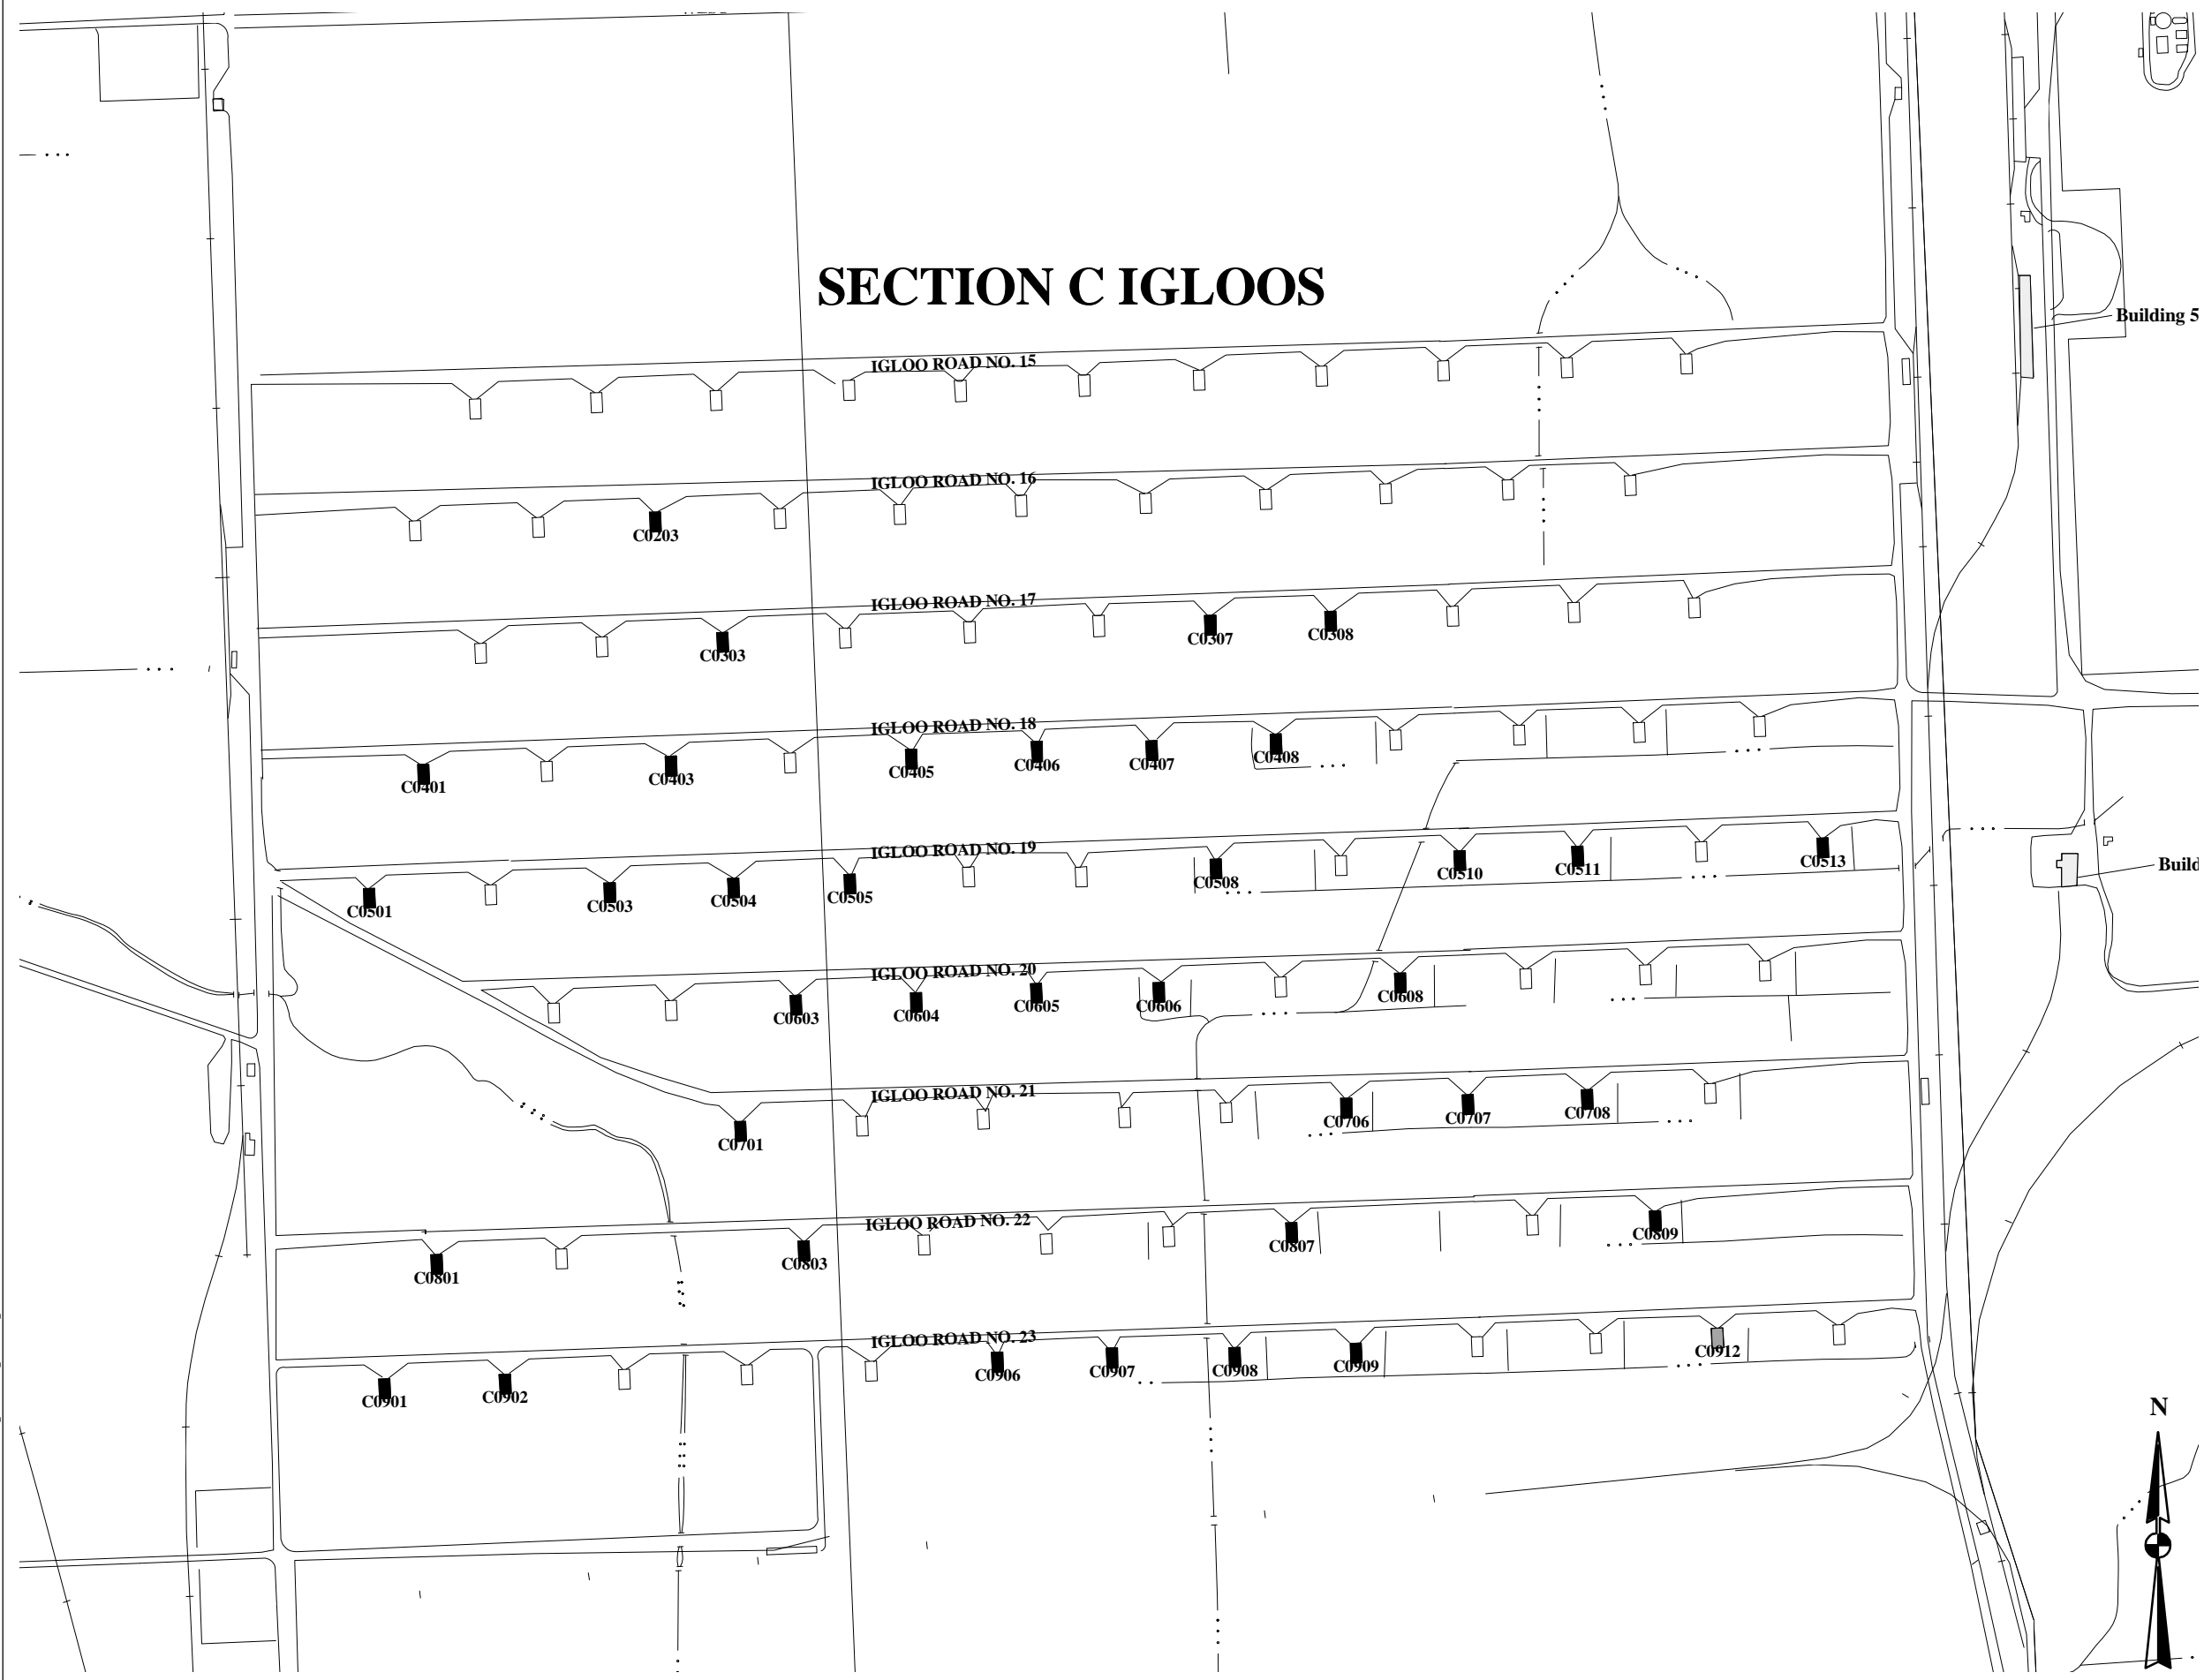 SECTION C IGLOOS
Building 5
IGLOO ROAD NO. 15
IGLOO ROAD NO. 16
C0203
IGLOO ROAD NO. 17
C0303 C0307 C0308
IGLOO ROAD NO. 18
C0401 C0403 C0405 C0406 C0407 C0408
IGLOO ROAD NO. 19
C0501 C0503 C0504 C0505 C0508 C0510 C0511 C0513
Build
IGLOO ROAD NO. 20
C0603 C0604 C0605 C0606 C0608
IGLOO ROAD NO. 21
C0701 C0706 C0707 C0708
IGLOO ROAD NO. 22
C0801 C0803 C0807 C0809
IGLOO ROAD NO. 23
C0901 C0902 C0906 C0907 C0908 C0909 C0912
N